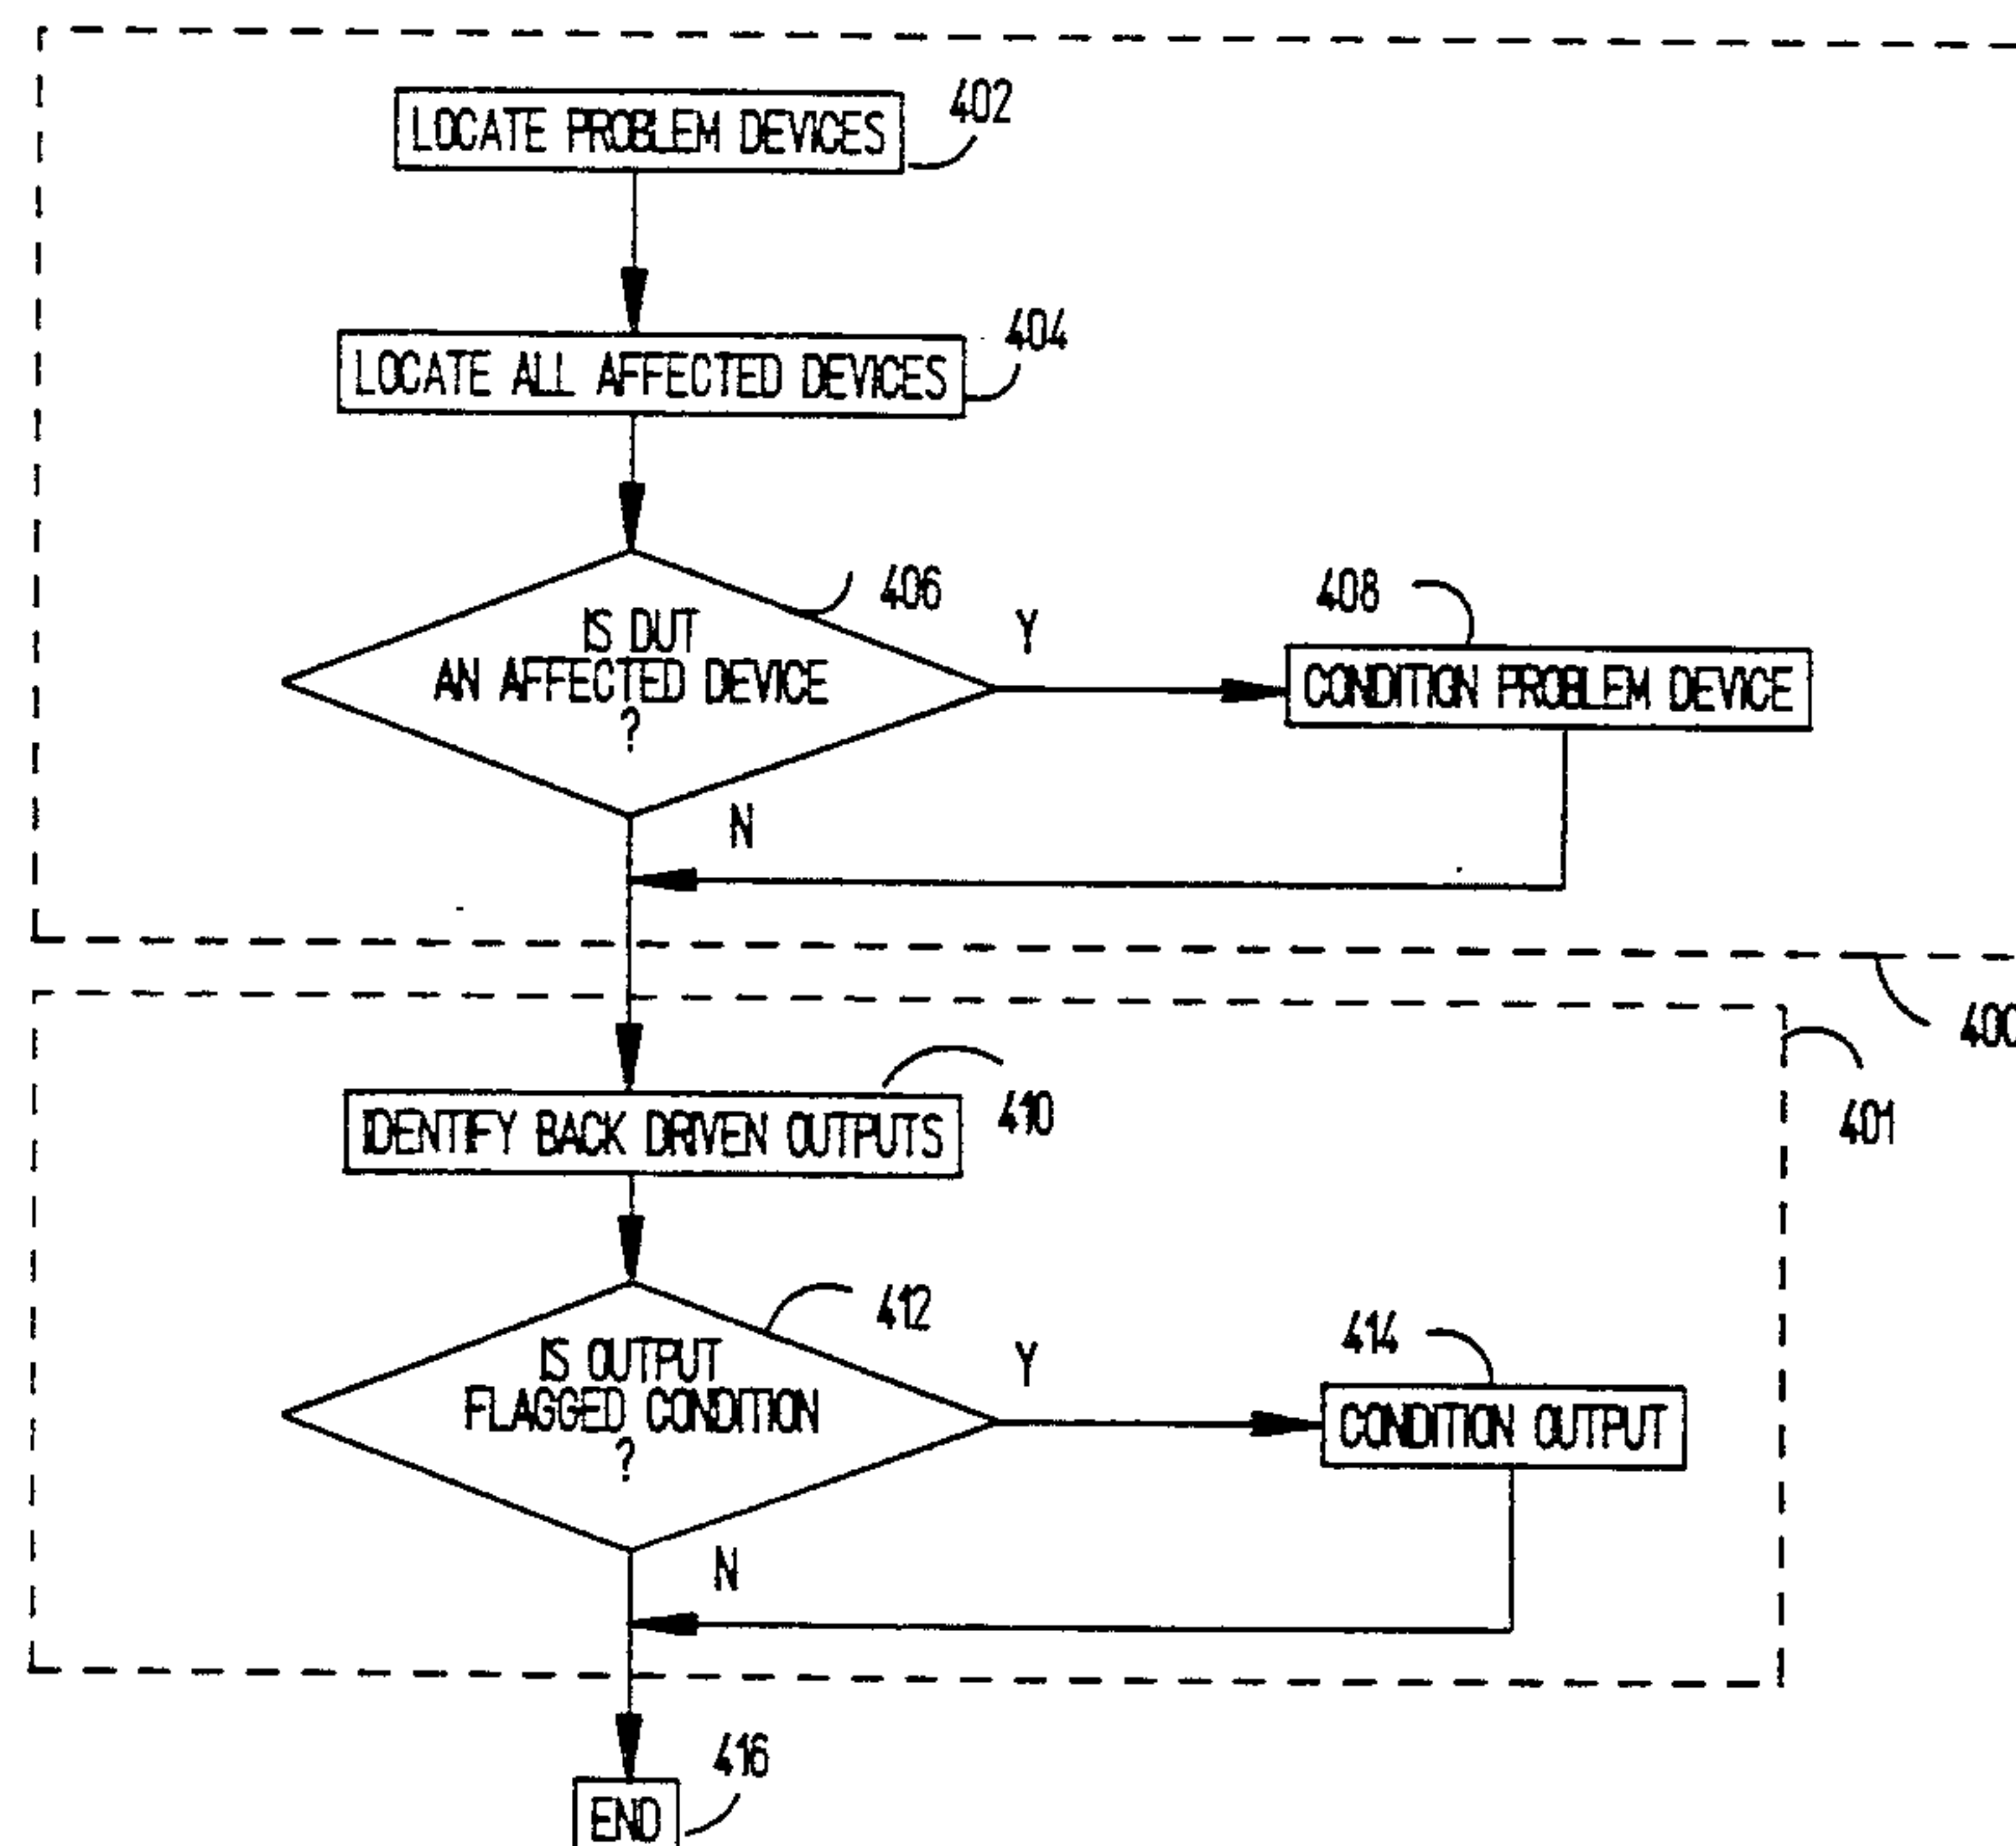 402
LOCATE PROBLEM DEVICES
404
LOCATE ALL AFFECTED DEVICES
406
IS DUT
AN AFFECTED DEVICE
?
Y
408
CONDITION PROBLEM DEVICE
N
400
401
410
IDENTIFY BACK DRIVEN OUTPUTS
412
IS OUTPUT
FLAGGED CONDITION
?
Y
414
CONDITION OUTPUT
N
416
END